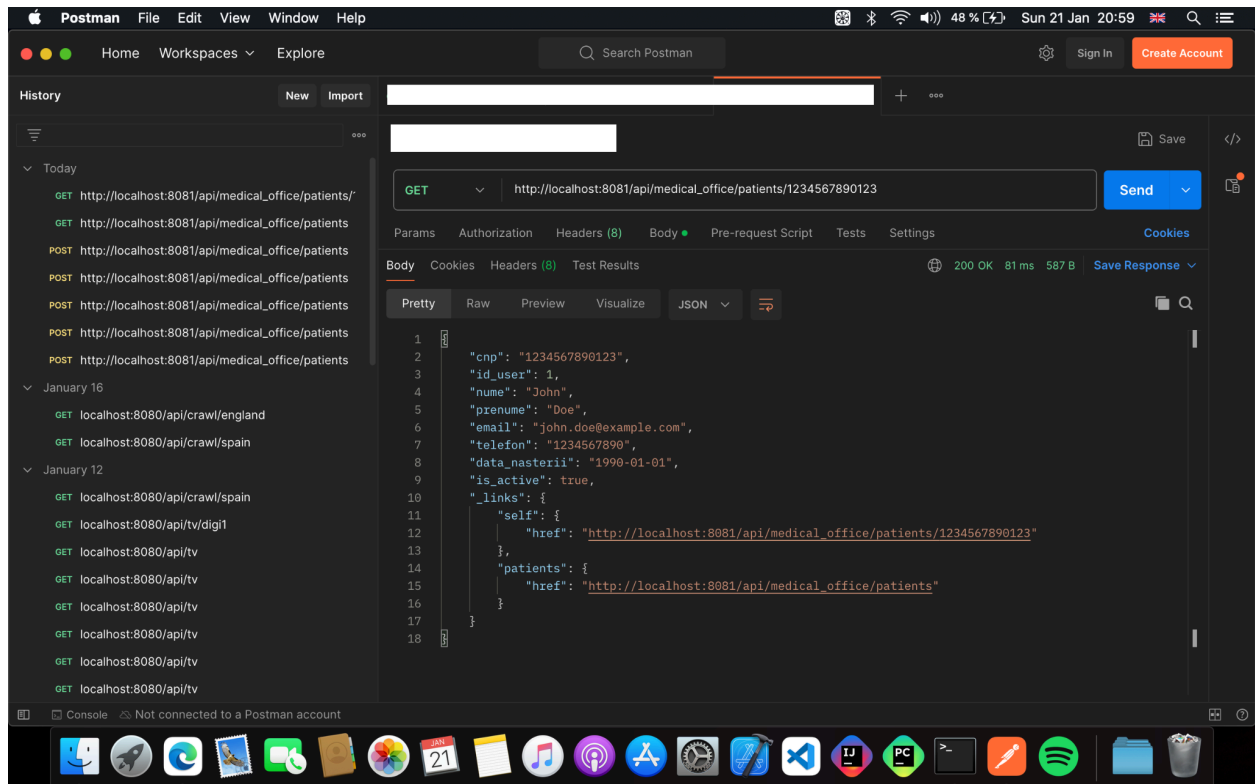 Postman File Edit View Window Help 48 % Sun 21 Jan 20:59
Home Workspaces Explore Search Postman Sign In Create Account
History New Import
Save
Today
GET http://localhost:8081/api/medical_office/patients/
GET http://localhost:8081/api/medical_office/patients
POST http://localhost:8081/api/medical_office/patients
POST http://localhost:8081/api/medical_office/patients
POST http://localhost:8081/api/medical_office/patients
POST http://localhost:8081/api/medical_office/patients
POST http://localhost:8081/api/medical_office/patients
January 16
GET localhost:8080/api/crawl/england
GET localhost:8080/api/crawl/spain
January 12
GET localhost:8080/api/crawl/spain
GET localhost:8080/api/tv/digi1
GET localhost:8080/api/tv
GET localhost:8080/api/tv
GET localhost:8080/api/tv
GET localhost:8080/api/tv
GET localhost:8080/api/tv
GET localhost:8080/api/tv
GET http://localhost:8081/api/medical_office/patients/1234567890123 Send
Params Authorization Headers (8) Body Pre-request Script Tests Settings Cookies
Body Cookies Headers (8) Test Results 200 OK 81 ms 587 B Save Response
Pretty Raw Preview Visualize JSON
1 {
2 "cnp": "1234567890123",
3 "id_user": 1,
4 "nume": "John",
5 "prenume": "Doe",
6 "email": "john.doe@example.com",
7 "telefon": "1234567890",
8 "data_nasterii": "1990-01-01",
9 "is_active": true,
10 "_links": {
11 "self": {
12 "href": "http://localhost:8081/api/medical_office/patients/1234567890123"
13 },
14 "patients": {
15 "href": "http://localhost:8081/api/medical_office/patients"
16 }
17 }
18 }
Console Not connected to a Postman account
JAN
21
IJ
PC